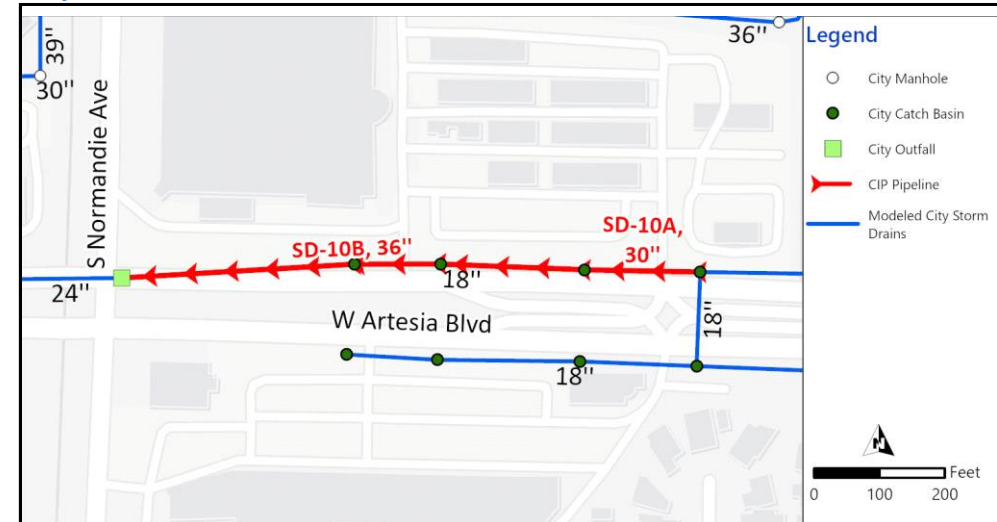 39''
30''
36''
S Normandie Ave
SD-10A,
30''
SD-10B, 36''
18''
24''
W Artesia Blvd
18''
18''
Legend
City Manhole
City Catch Basin
City Outfall
CIP Pipeline
Modeled City Storm
Drains
N
Feet
0 100 200